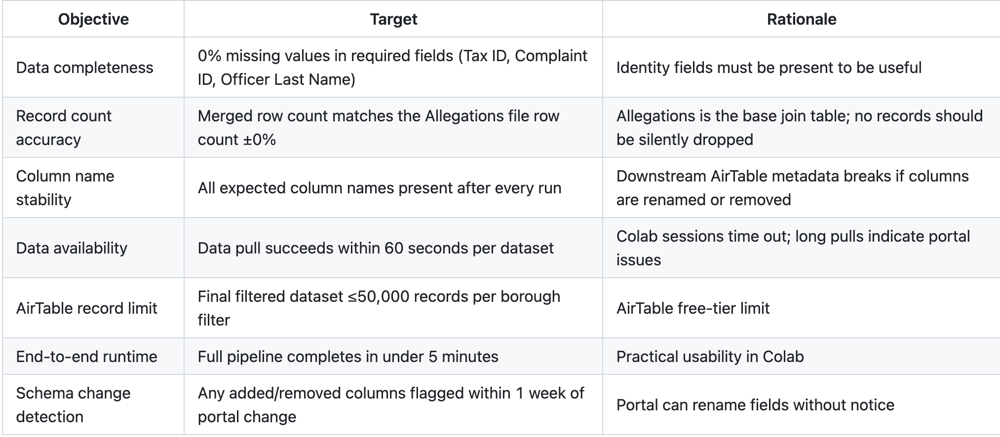 Objective
Target
Rationale
Data completeness
0% missing values in required fields (Tax ID, Complaint
ID, Officer Last Name)
Identity fields must be present to be useful
Record count
accuracy
Merged row count matches the Allegations file row
count ±0%
Allegations is the base join table; no records should
be silently dropped
Column name
stability
All expected column names present after every run
Downstream AirTable metadata breaks if columns
are renamed or removed
Data availability
Data pull succeeds within 60 seconds per dataset
Colab sessions time out; long pulls indicate portal
issues
AirTable record limit
Final filtered dataset ≤50,000 records per borough
filter
AirTable free-tier limit
End-to-end runtime
Full pipeline completes in under 5 minutes
Practical usability in Colab
Schema change
detection
Any added/removed columns flagged within 1 week of
portal change
Portal can rename fields without notice